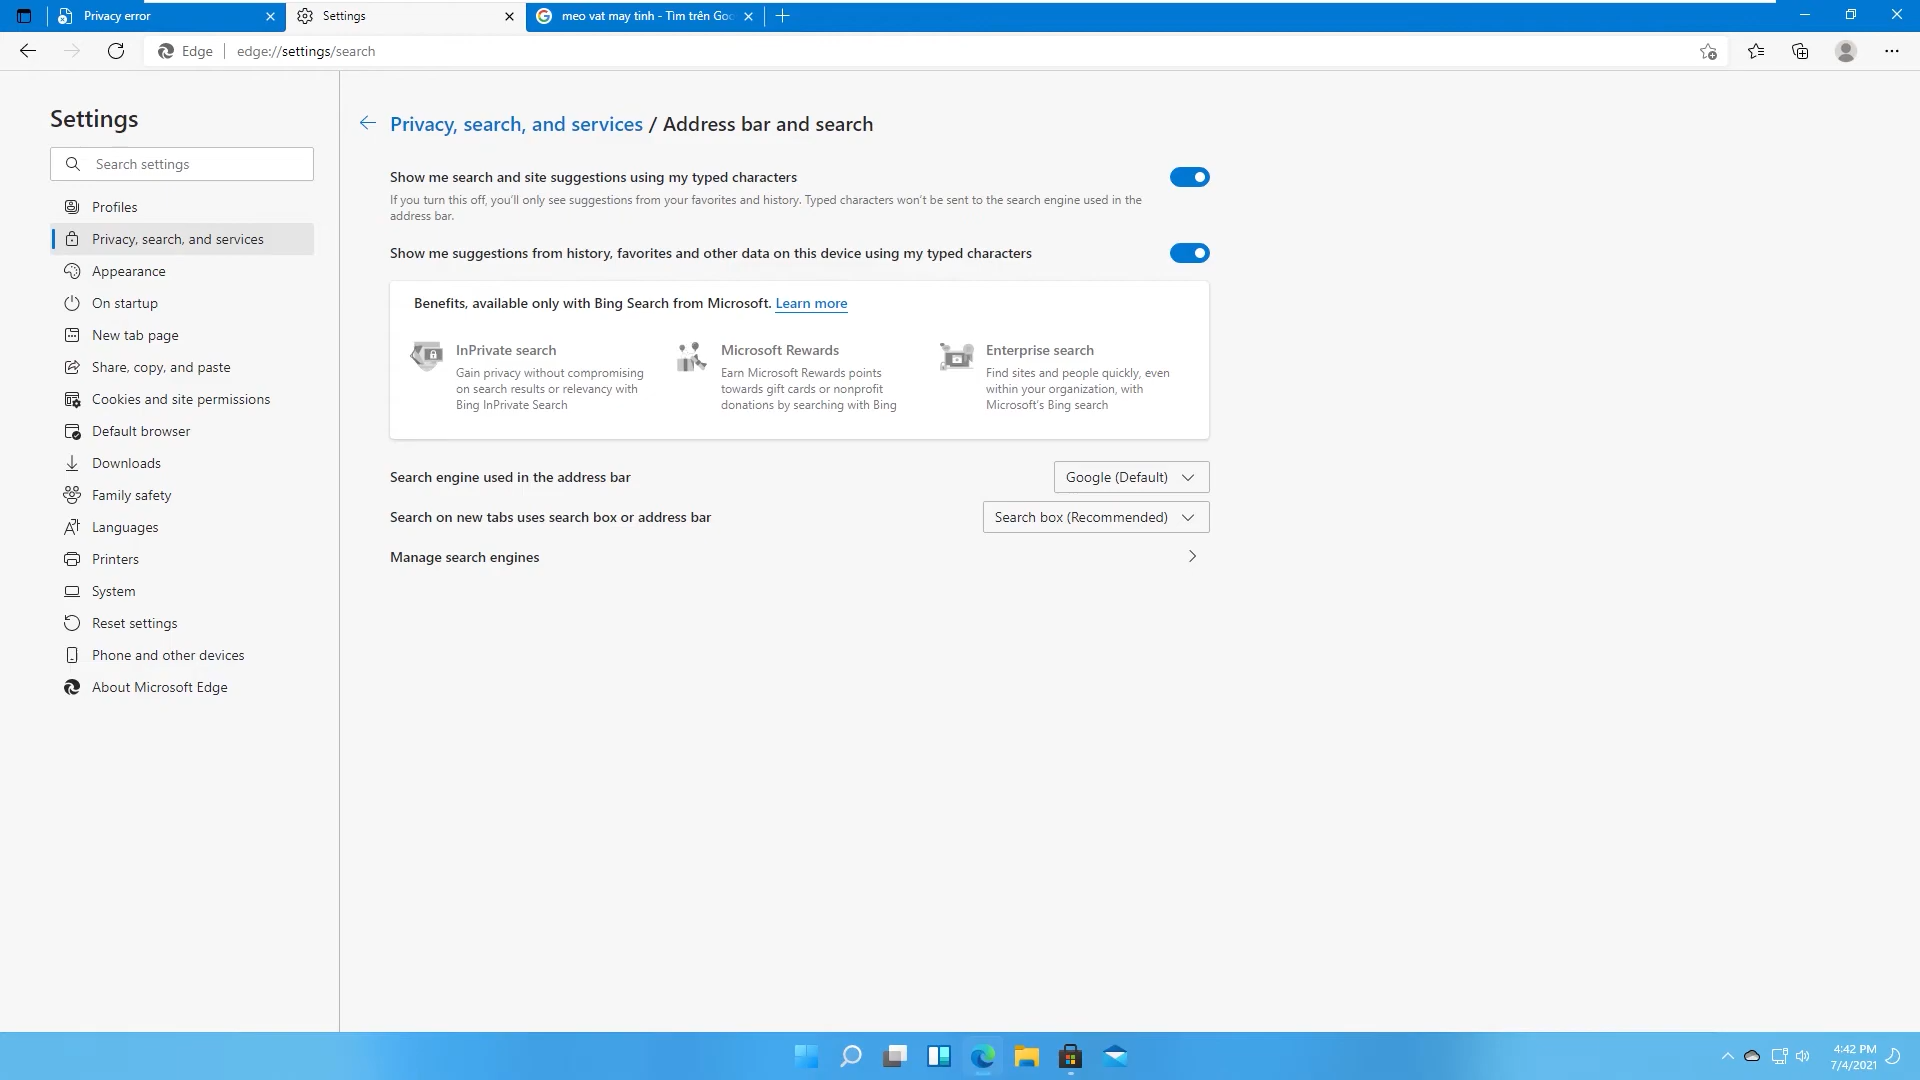 Privacy error
Settings
meo vat may tinh - Tìm trên Goo
Edge
edge://settings/search
Settings
Search settings
Profiles
Privacy, search, and services
Appearance
On startup
New tab page
Share, copy, and paste
Cookies and site permissions
Default browser
Downloads
Family safety
Languages
Printers
System
Reset settings
Phone and other devices
About Microsoft Edge
Privacy, search, and services / Address bar and search
Show me search and site suggestions using my typed characters
If you turn this off, you'll only see suggestions from your favorites and history. Typed characters won't be sent to the search engine used in the
address bar.
Show me suggestions from history, favorites and other data on this device using my typed characters
Benefits, available only with Bing Search from Microsoft. Learn more
InPrivate search
Gain privacy without compromising
on search results or relevancy with
Bing InPrivate Search
Microsoft Rewards
Earn Microsoft Rewards points
towards gift cards or nonprofit
donations by searching with Bing
Enterprise search
Find sites and people quickly, even
within your organization, with
Microsoft's Bing search
Search engine used in the address bar
Google (Default)
Search on new tabs uses search box or address bar
Search box (Recommended)
Manage search engines
4:42 PM
7/4/2021